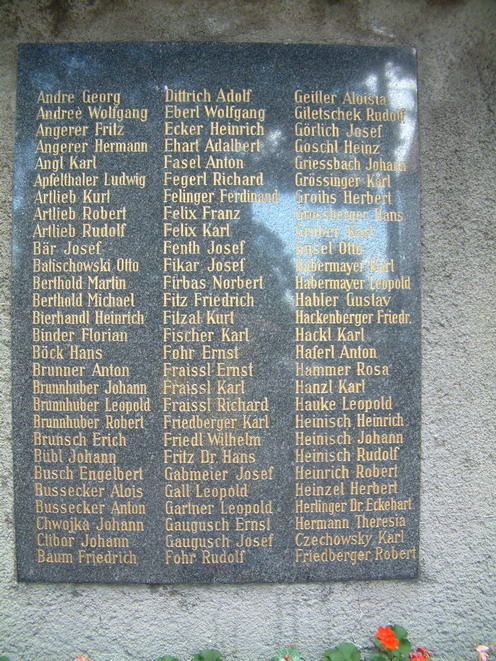 Andre Georg
Andreé Wolfgang
Angerer Fritz
Angerer Hermann
Angl Karl
Apfelthaler Ludwig
Artlieb Kurt
Artlieb Robert
Artlieb Rudolf
Bär Josef
Balischowski Otto
Berthold Martin
Berthold Michael
Bierhandl Heinrich
Binder Florian
Böck Hans
Brunner Anton
Brunnhuber Johann
Brunnhuber Leopold
Brunnhuber Robert
Brunsch Erich
Bübl Johann
Busch Engelbert
Bussecker Alois
Bussecker Anton
Chwojka Johann
Ctibor Johann
Baum Friedrich
Dittrich Adolf
Eberl Wolfgang
Ecker Heinrich
Ehart Adalbert
Fasel Anton
Fegerl Richard
Felinger Ferdinand
Felix Franz
Felix Karl
Fenth Josef
Fikar Josef
Firbas Norbert
Fitz Friedrich
Fitzal Kurt
Fischer Karl
Fohr Ernst
Fraissl Ernst
Fraissl Karl
Fraissl Richard
Friedberger Karl
Friedl Wilhelm
Fritz Dr. Hans
Gabmeier Josef
Gall Leopold
Gartner Leopold
Gaugusch Ernst
Gaugusch Josef
Fohr Rudolf
Geißler Aloisia
Giletschek Rudolf
Görlich Josef
Göschl Heinz
Griessbach Johann
Grössinger Karl
Groihs Herbert
Grossberger Hans
Gruber Karl
Gusel Otto
Habermayer Karl
Habermayer Leopold
Habler Gustav
Hackenberger Friedr.
Hackl Karl
Haferl Anton
Hammer Rosa
Hanzl Karl
Hauke Leopold
Heinisch Heinrich
Heinisch Johann
Heinisch Rudolf
Heinrich Robert
Heinzel Herbert
Herlinger Dr. Eckehart
Hermann Theresia
Czechowsky Karl
Friedberger Robert